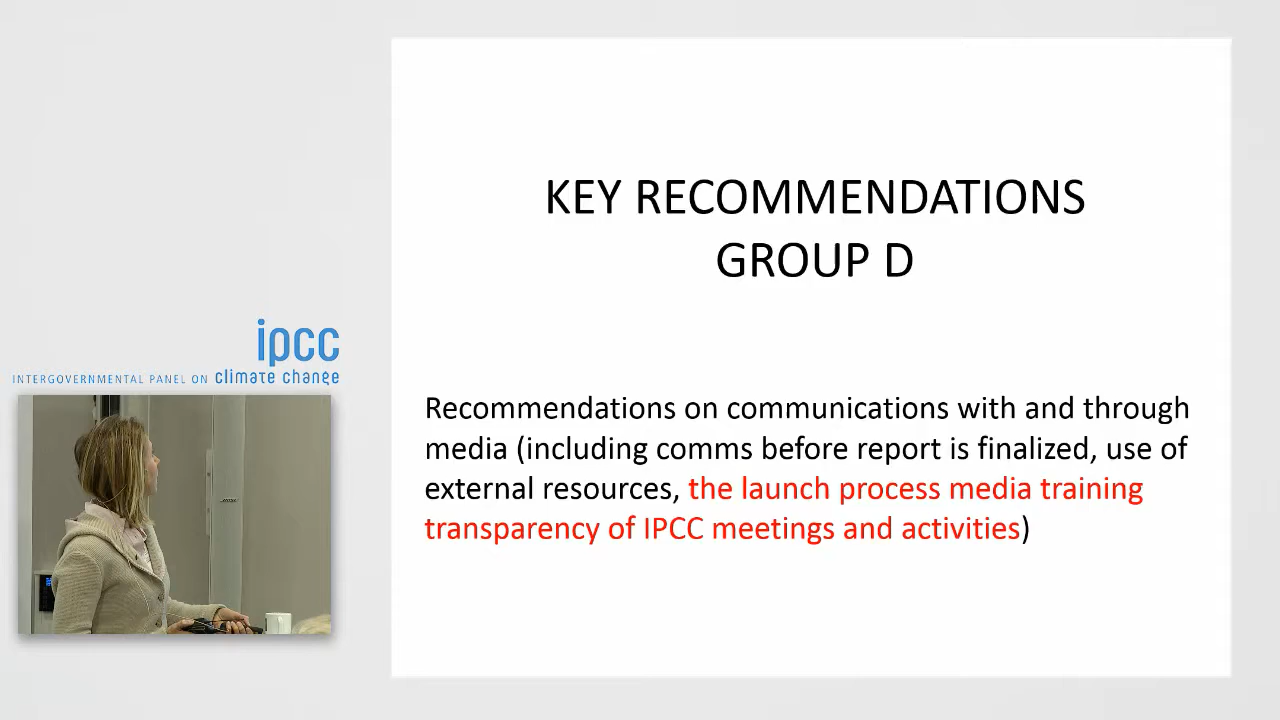 KEY RECOMMENDATIONS
GROUP D
ipcc
INTERGOVERNMENTAL PANEL ON climate change
Recommendations on communications with and through
media (including comms before report is finalized, use of
external resources, the launch process media training
transparency of IPCC meetings and activities)